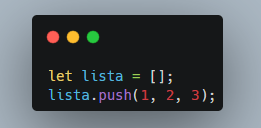 let lista = [];
lista.push(1, 2, 3);